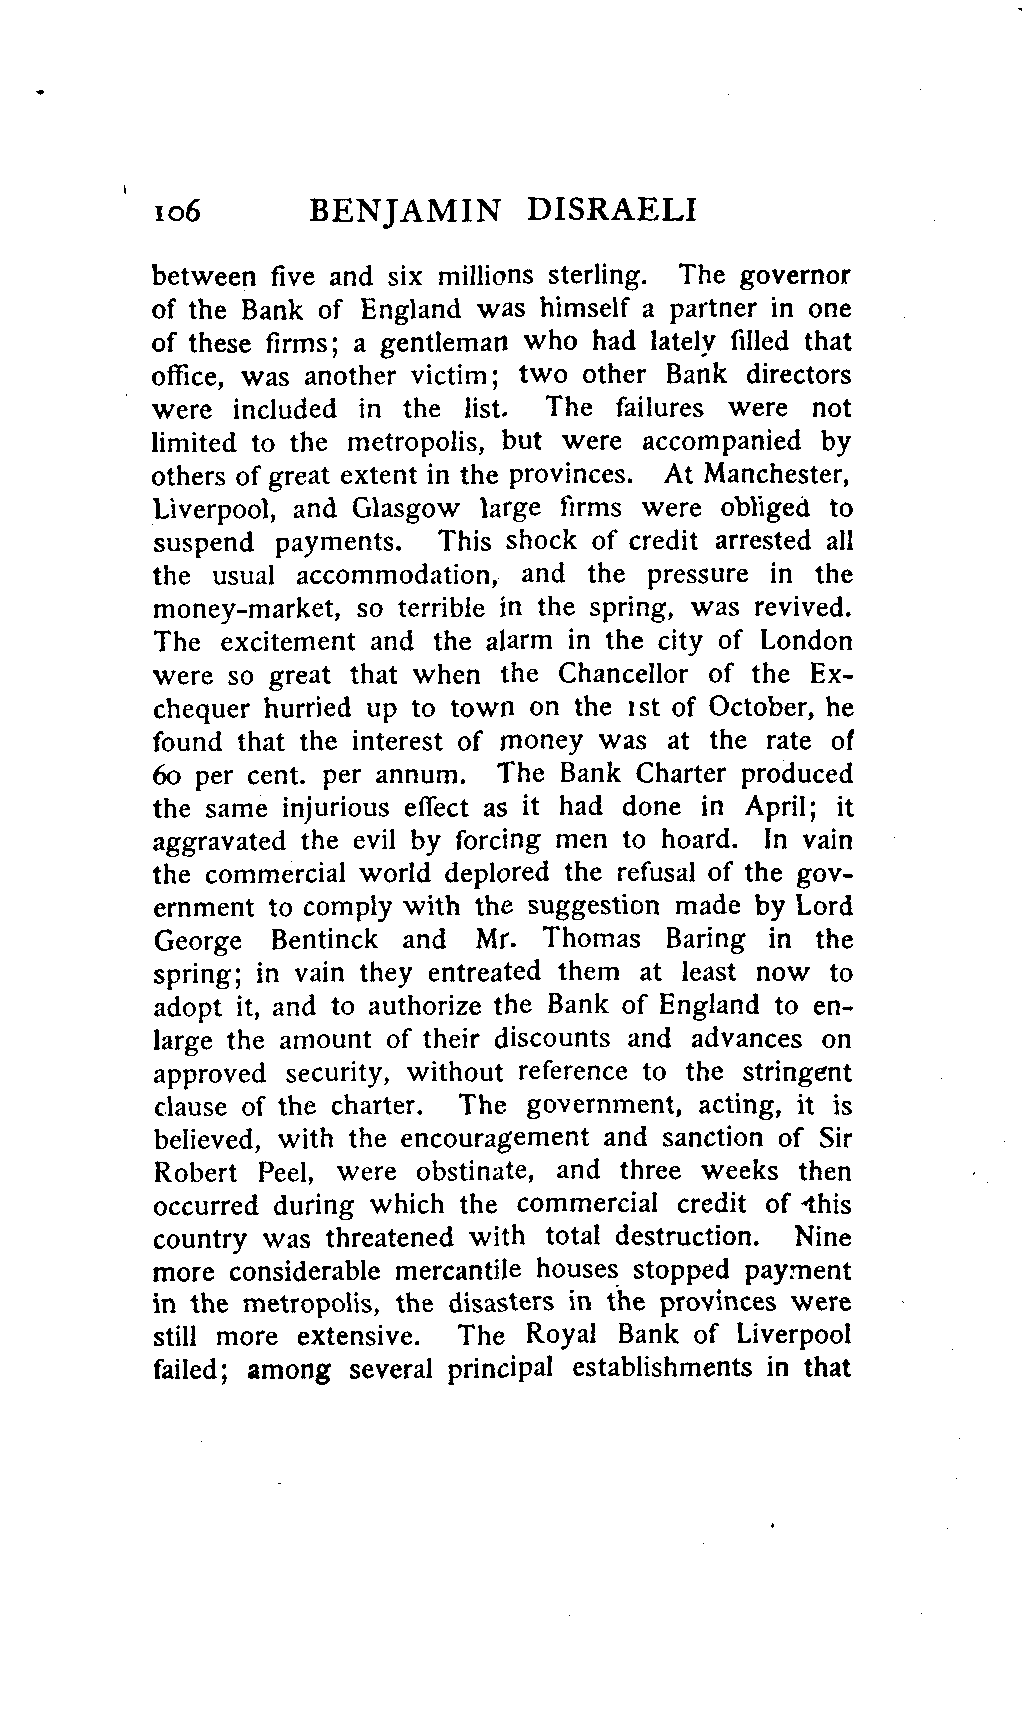 106 BENJAMIN DISRAELI
between five and six millions sterling. The governor
of the Bank of England was himself a partner in one
of these firms; a gentleman who had lately filled that
office, was another victim; two other Bank directors
were included in the list. The failures were not
limited to the metropolis, but were accompanied by
others of great extent in the provinces. At Manchester,
Liverpool, and Glasgow large firms were obliged to
suspend payments. This shock of credit arrested all
the usual accommodation, and the pressure in the
money-market, so terrible in the spring, was revived.
The excitement and the alarm in the city of London
were so great that when the Chancellor of the Ex-
chequer hurried up to town on the 1st of October, he
found that the interest of money was at the rate of
60 per cent. per annum. The Bank Charter produced
the same injurious effect as it had done in April; it
aggravated the evil by forcing men to hoard. In vain
the commercial world deplored the refusal of the gov-
ernment to comply with the suggestion made by Lord
George Bentinck and Mr. Thomas Baring in the
spring; in vain they entreated them at least now to
adopt it, and to authorize the Bank of England to en-
large the amount of their discounts and advances on
approved security, without reference to the stringent
clause of the charter. The government, acting, it is
believed, with the encouragement and sanction of Sir
Robert Peel, were obstinate, and three weeks then
occurred during which the commercial credit of this
country was threatened with total destruction. Nine
more considerable mercantile houses stopped payment
in the metropolis, the disasters in the provinces were
still more extensive. The Royal Bank of Liverpool
failed; among several principal establishments in that